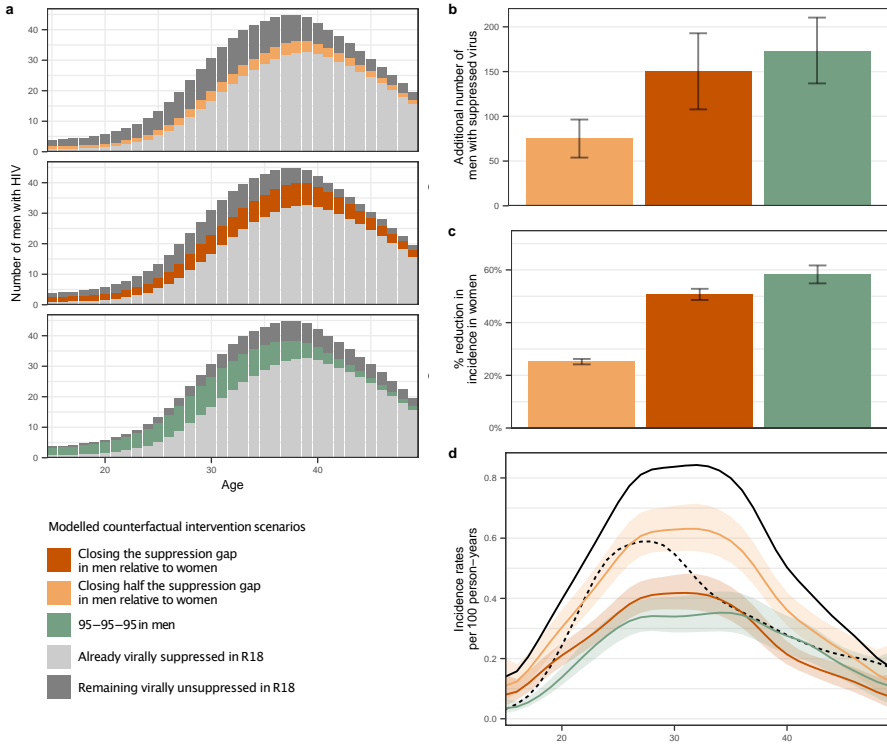 a
Number of men with HIV
40
30
20
10
0
40
30
20
10
0
40
30
20
10
0
20
30
40
Age
Modelled counterfactual intervention scenarios
Closing the suppression gap
in men relative to women
Closing half the suppression gap
in men relative to women
95−95−95 in men
Already virally suppressed in R18
Remaining virally unsuppressed in R18
b
Additional number of
men with suppressed virus
200
150
100
50
0
c
% reduction in
incidence in women
60%
40%
20%
0%
d
Incidence rates
per 100 person−years
0.8
0.6
0.4
0.2
0.0
20
30
40